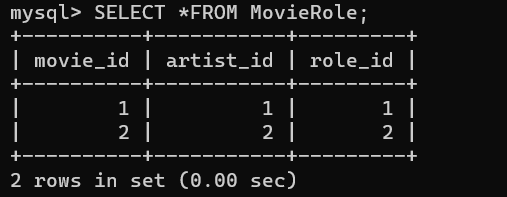 mysql> SELECT *FROM MovieRole;
+----------+-----------+---------+
| movie_id | artist_id | role_id |
+----------+-----------+---------+
|        1 |         1 |       1 |
|        2 |         2 |       2 |
+----------+-----------+---------+
2 rows in set (0.00 sec)